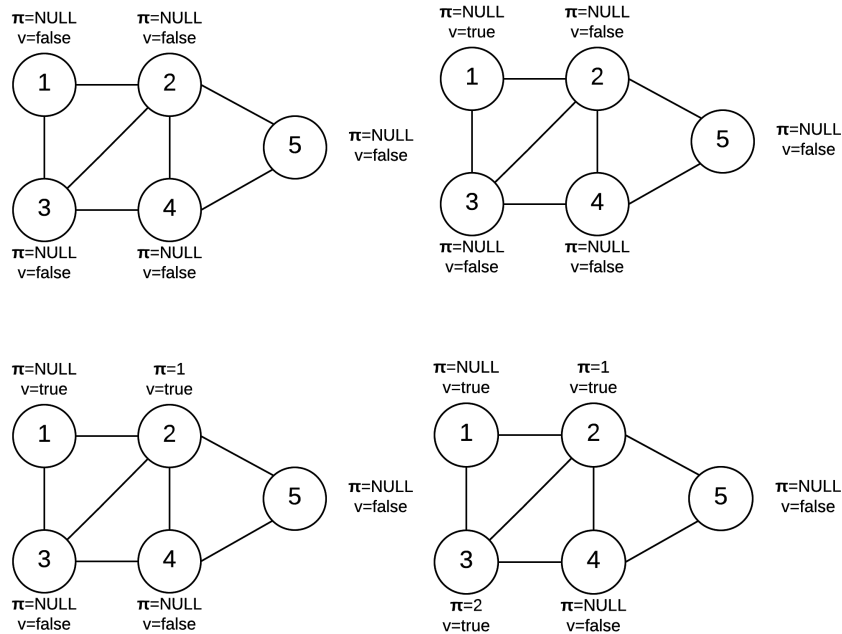 π=NULL
v=false
π=NULL
v=false
1
2
5
π=NULL
v=false
3
4
π=NULL
v=false
π=NULL
v=false
π=NULL
v=true
π=NULL
v=false
1
2
5
π=NULL
v=false
3
4
π=NULL
v=false
π=NULL
v=false
π=NULL
v=true
π=1
v=true
1
2
5
π=NULL
v=false
3
4
π=NULL
v=false
π=NULL
v=false
π=NULL
v=true
π=1
v=true
1
2
5
π=NULL
v=false
3
4
π=2
v=true
π=NULL
v=false